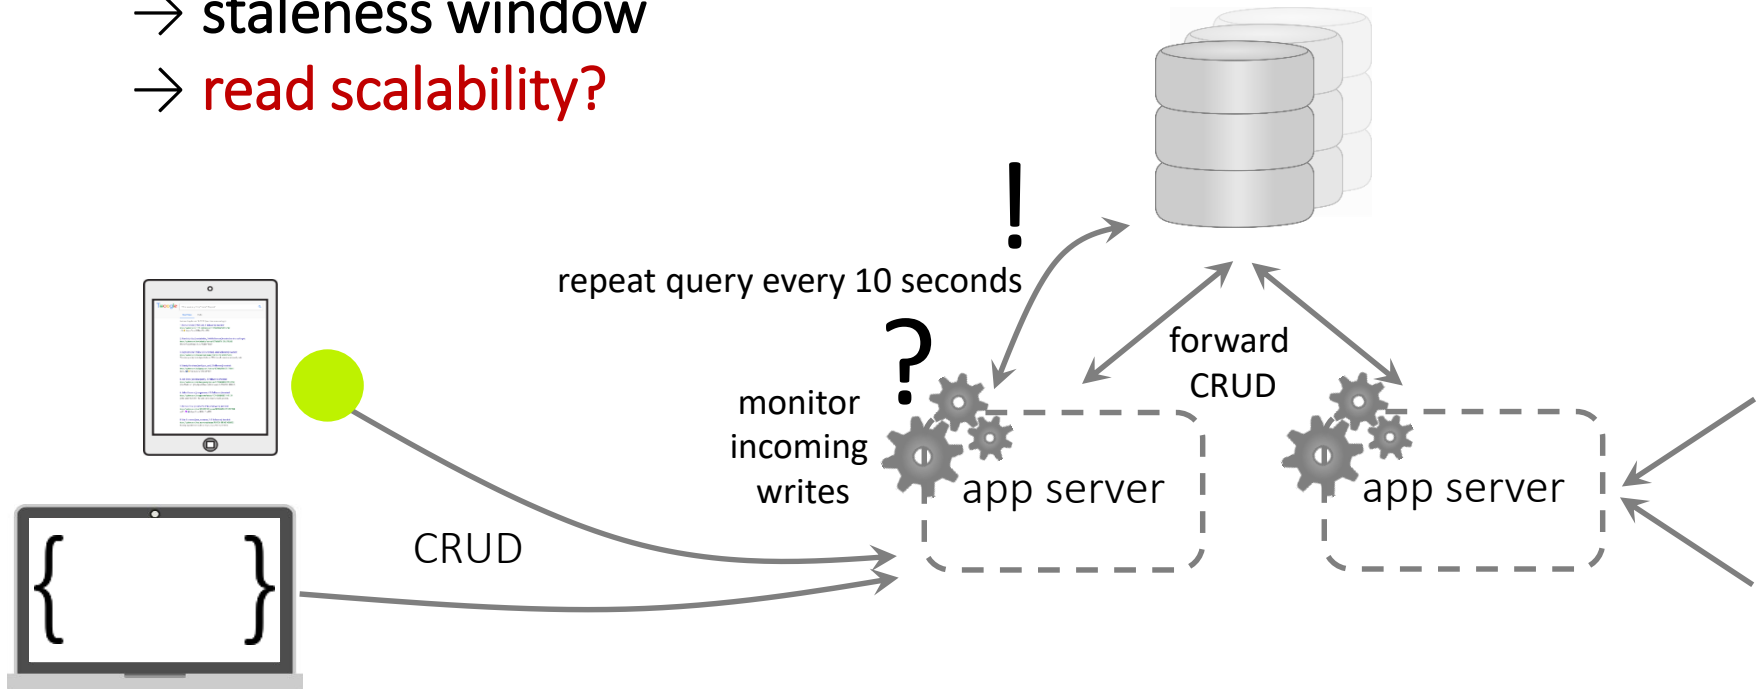 → staleness window
→ read scalability?
!
repeat query every 10 seconds
?
forward
CRUD
monitor
incoming
writes
app server
app server
CRUD
{ }